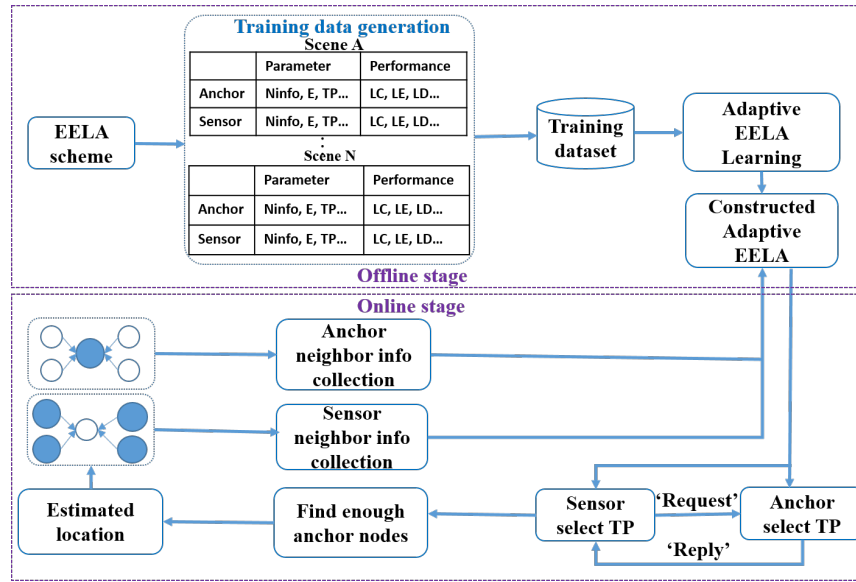 Training data generation
Scene A
Parameter Performance
Anchor Ninfo, E, TP... LC, LE, LD...
Sensor Ninfo, E, TP... LC, LE, LD...
⋮
Scene N
Parameter Performance
Anchor Ninfo, E, TP... LC, LE, LD...
Sensor Ninfo, E, TP... LC, LE, LD...
EELA
scheme
Training
dataset
Adaptive
EELA
Learning
Constructed
Adaptive
EELA
Offline stage
Online stage
Anchor
neighbor info
collection
Sensor
neighbor info
collection
Estimated
location
Find enough
anchor nodes
Sensor
select TP
‘Request’
Anchor
select TP
‘Reply’